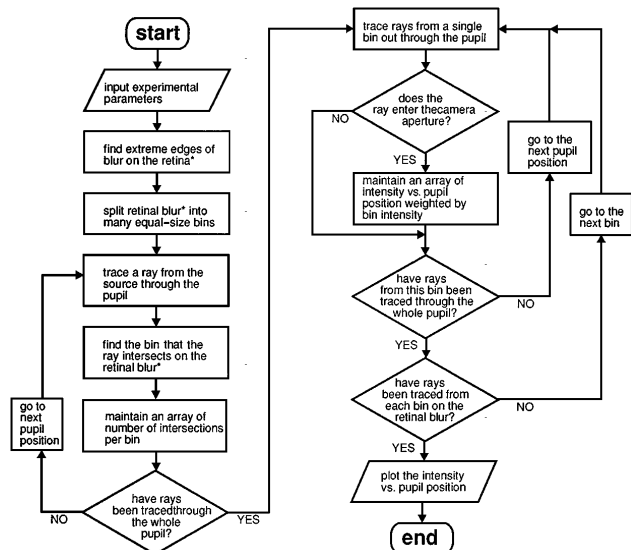 start
input experimental
parameters
find extreme edges of
blur on the retina*
split retinal blur* into
many equal-size bins
trace a ray from the
source through the
pupil
find the bin that the
ray intersects on the
retinal blur*
go to
next
pupil
position
maintain an array of
number of intersections
per bin
have rays
been tracedthrough
the whole
pupil?
NO
YES
trace rays from a single
bin out through the pupil
does the
ray enter thecamera
aperture?
NO
YES
maintain an array of
intensity vs. pupil
position weighted by
bin intensity
go to the
next pupil
position
go to the
next bin
have rays
from this bin been
traced through the
whole pupil?
NO
YES
have rays
been traced from
each bin on the
retinal blur?
NO
YES
plot the intensity
vs. pupil position
end